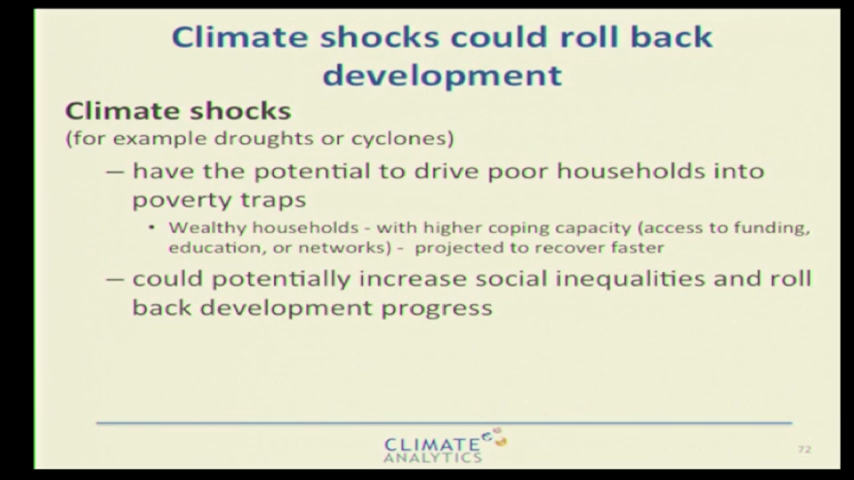 Climate shocks could roll back
development
Climate shocks
(for example droughts or cyclones)
– have the potential to drive poor households into
poverty traps
• Wealthy households - with higher coping capacity (access to funding,
education, or networks) - projected to recover faster
– could potentially increase social inequalities and roll
back development progress
CLIMATE
ANALYTICS
72